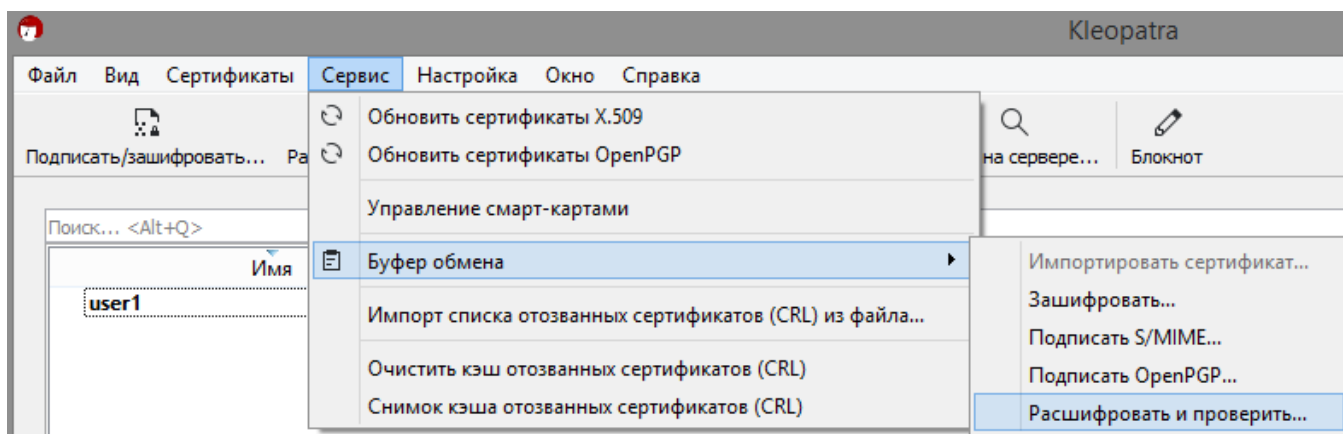 Kleopatra
Файл Вид Сертификаты Сервис Настройка Окно Справка
Подписать/зашифровать... Ра
на сервере... Блокнот
Обновить сертификаты X.509
Обновить сертификаты OpenPGP
Управление смарт-картами
Буфер обмена
Импорт списка отозванных сертификатов (CRL) из файла...
Очистить кэш отозванных сертификатов (CRL)
Снимок кэша отозванных сертификатов (CRL)
Поиск... <Alt+Q>
Имя
user1
Импортировать сертификат...
Зашифровать...
Подписать S/MIME...
Подписать OpenPGP...
Расшифровать и проверить...